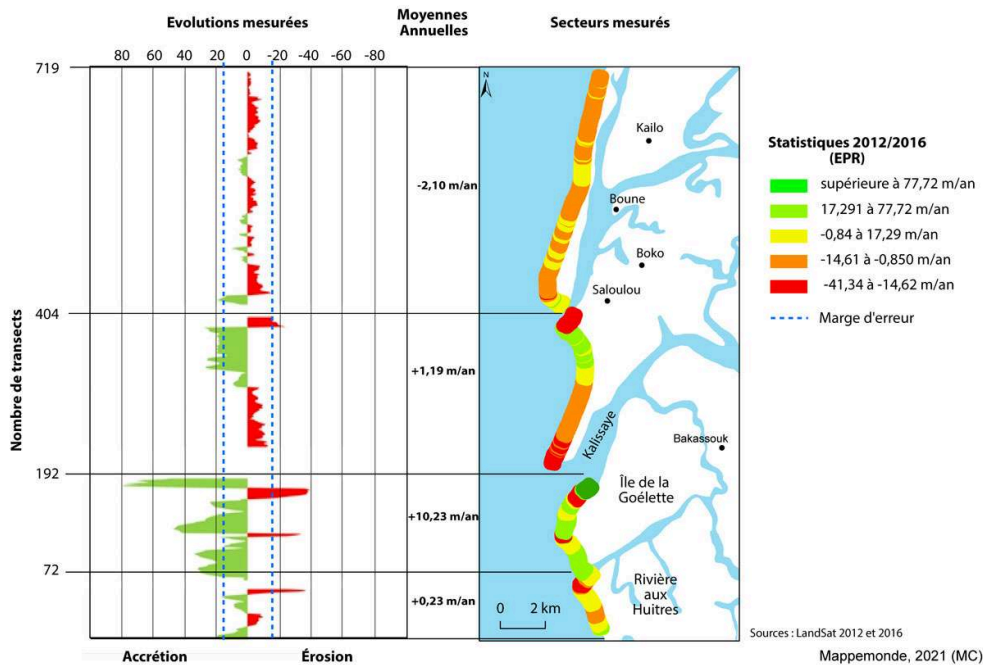 Evolutions mesurées
Moyennes
Annuelles
Secteurs mesurés
80 60 40 20 0 -20 -40 -60 -80
Nombre de transects
719
404
192
72
-2,10 m/an
+1,19 m/an
+10,23 m/an
+0,23 m/an
Accrétion
Érosion
N
Kailo
Boune
Boko
Saloulou
Kalissaye
Bakassouk
Île de la
Goélette
Rivière
aux
Huitres
0 2 km
Statistiques 2012/2016
(EPR)
supérieure à 77,72 m/an
17,291 à 77,72 m/an
-0,84 à 17,29 m/an
-14,61 à -0,850 m/an
-41,34 à -14,62 m/an
Marge d'erreur
Sources : LandSat 2012 et 2016
Mappemonde, 2021 (MC)